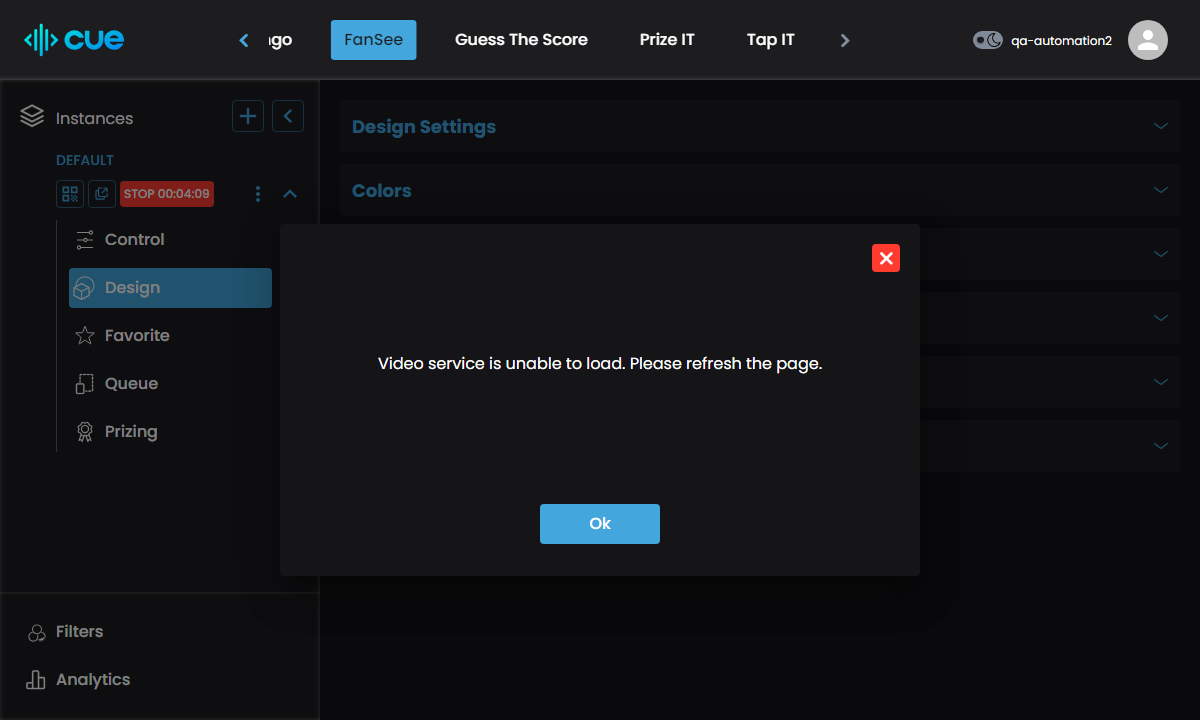 cue
ngo
FanSee
Guess The Score
Prize IT
Tap IT
qa-automation2
Instances
DEFAULT
STOP 00:04:09
Control
Design
Favorite
Queue
Prizing
Filters
Analytics
Design Settings
Colors
Video service is unable to load. Please refresh the page.
Ok